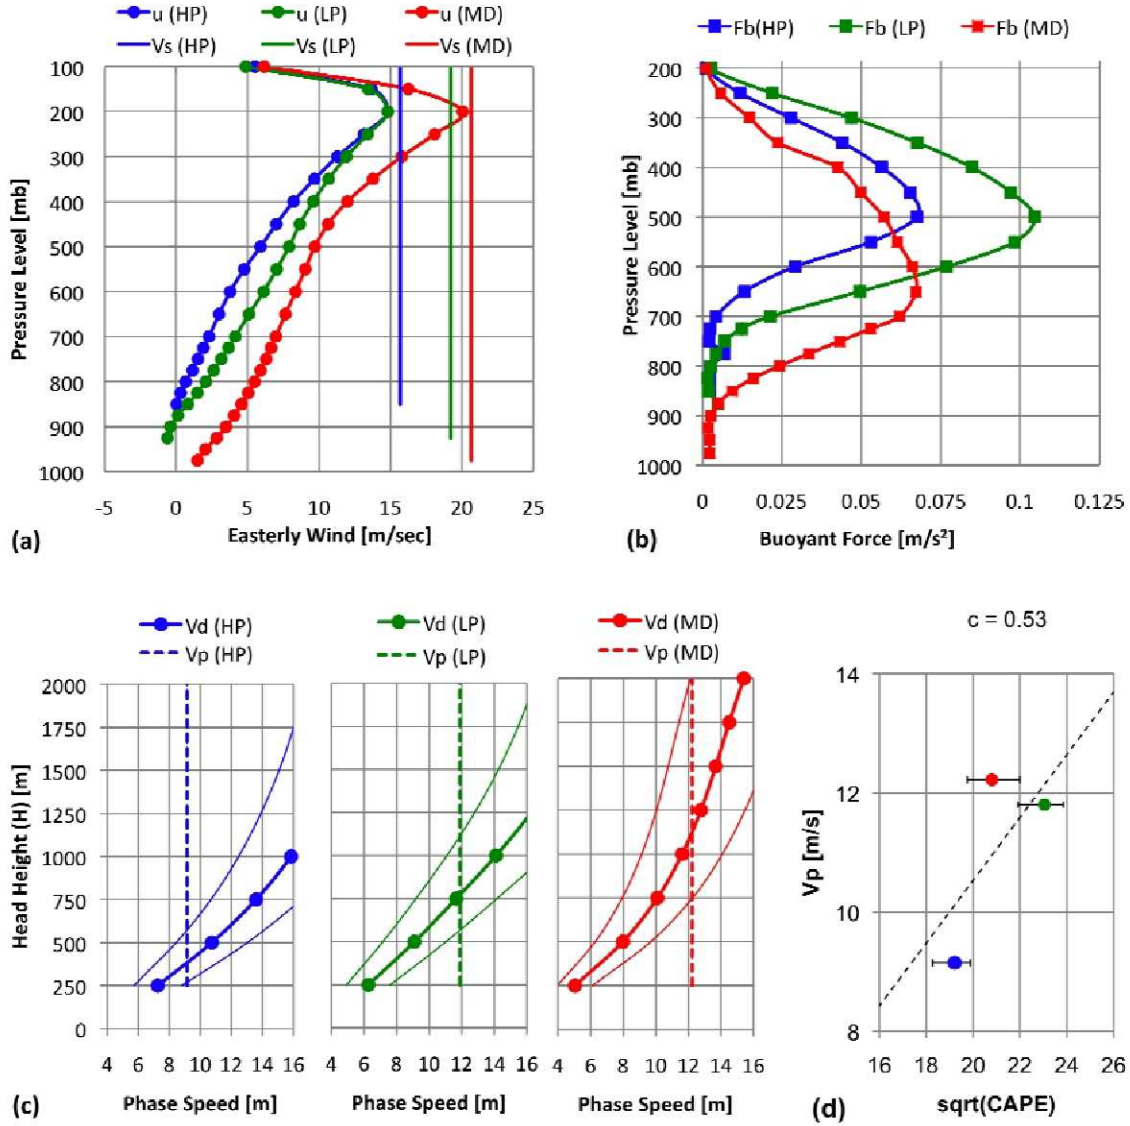 u (HP) u (LP) u (MD)
Vs (HP) Vs (LP) Vs (MD)
100
200
300
400
500
600
700
800
900
1000
Pressure Level [mb]
-5 0 5 10 15 20 25
Easterly Wind [m/sec]
(a)
Fb(HP) Fb (LP) Fb (MD)
200
300
400
500
600
700
800
900
1000
Pressure Level [mb]
0 0.025 0.05 0.075 0.1 0.125
Buoyant Force [m/s²]
(b)
Vd (HP)
Vp (HP)
Vd (LP)
Vp (LP)
Vd (MD)
Vp (MD)
2000
1750
1500
1250
1000
750
500
250
0
Head Height (H) [m]
4 6 8 10 12 14 16
Phase Speed [m]
4 6 8 10 12 14 16
Phase Speed [m]
4 6 8 10 12 14 16
Phase Speed [m]
(c)
c = 0.53
14
12
10
8
Vp [m/s]
16 18 20 22 24 26
sqrt(CAPE)
(d)